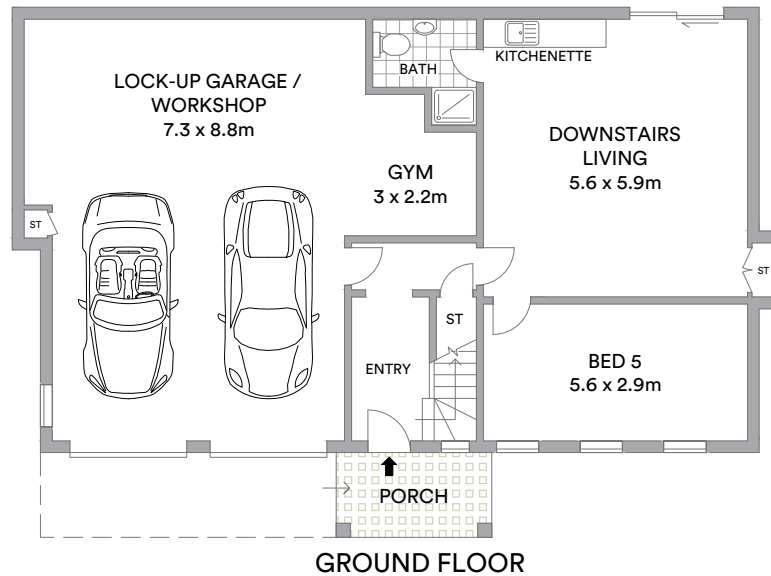 LOCK-UP GARAGE /
WORKSHOP
7.3 x 8.8m
BATH
KITCHENETTE
DOWNSTAIRS
LIVING
5.6 x 5.9m
GYM
3 x 2.2m
ST
ST
ST
ENTRY
BED 5
5.6 x 2.9m
PORCH
GROUND FLOOR